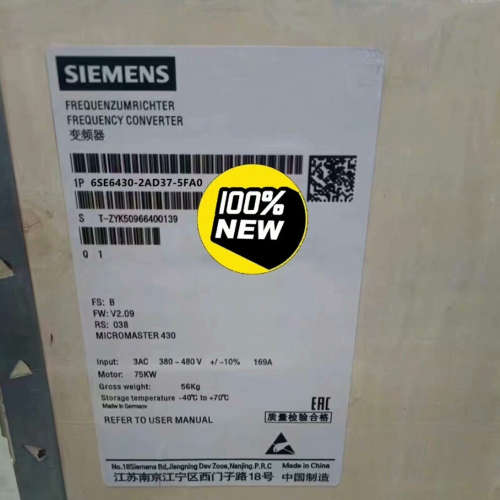 SIEMENS
FREQUENZUMRICHTER
FREQUENCY CONVERTER
变频器
1P 6SE6430-2AD37-5FA0
S T-ZYK50966400139
Q 1
100%
NEW
FS: B
FW: V2.09
RS: 038
MICROMASTER 430
Input: 3AC 380-480V +/-10% 169A
Motor: 75KW
Gross weight: 56Kg
Storage temperature -40℃ to +70℃
Made in Germany
REFER TO USER MANUAL
EAC
质量检验合格
No.18Siemens Rd,Jiangning Dev Zone,Nanjing.P.R.C Made in China
江苏南京江宁区西门子路18号 中国制造